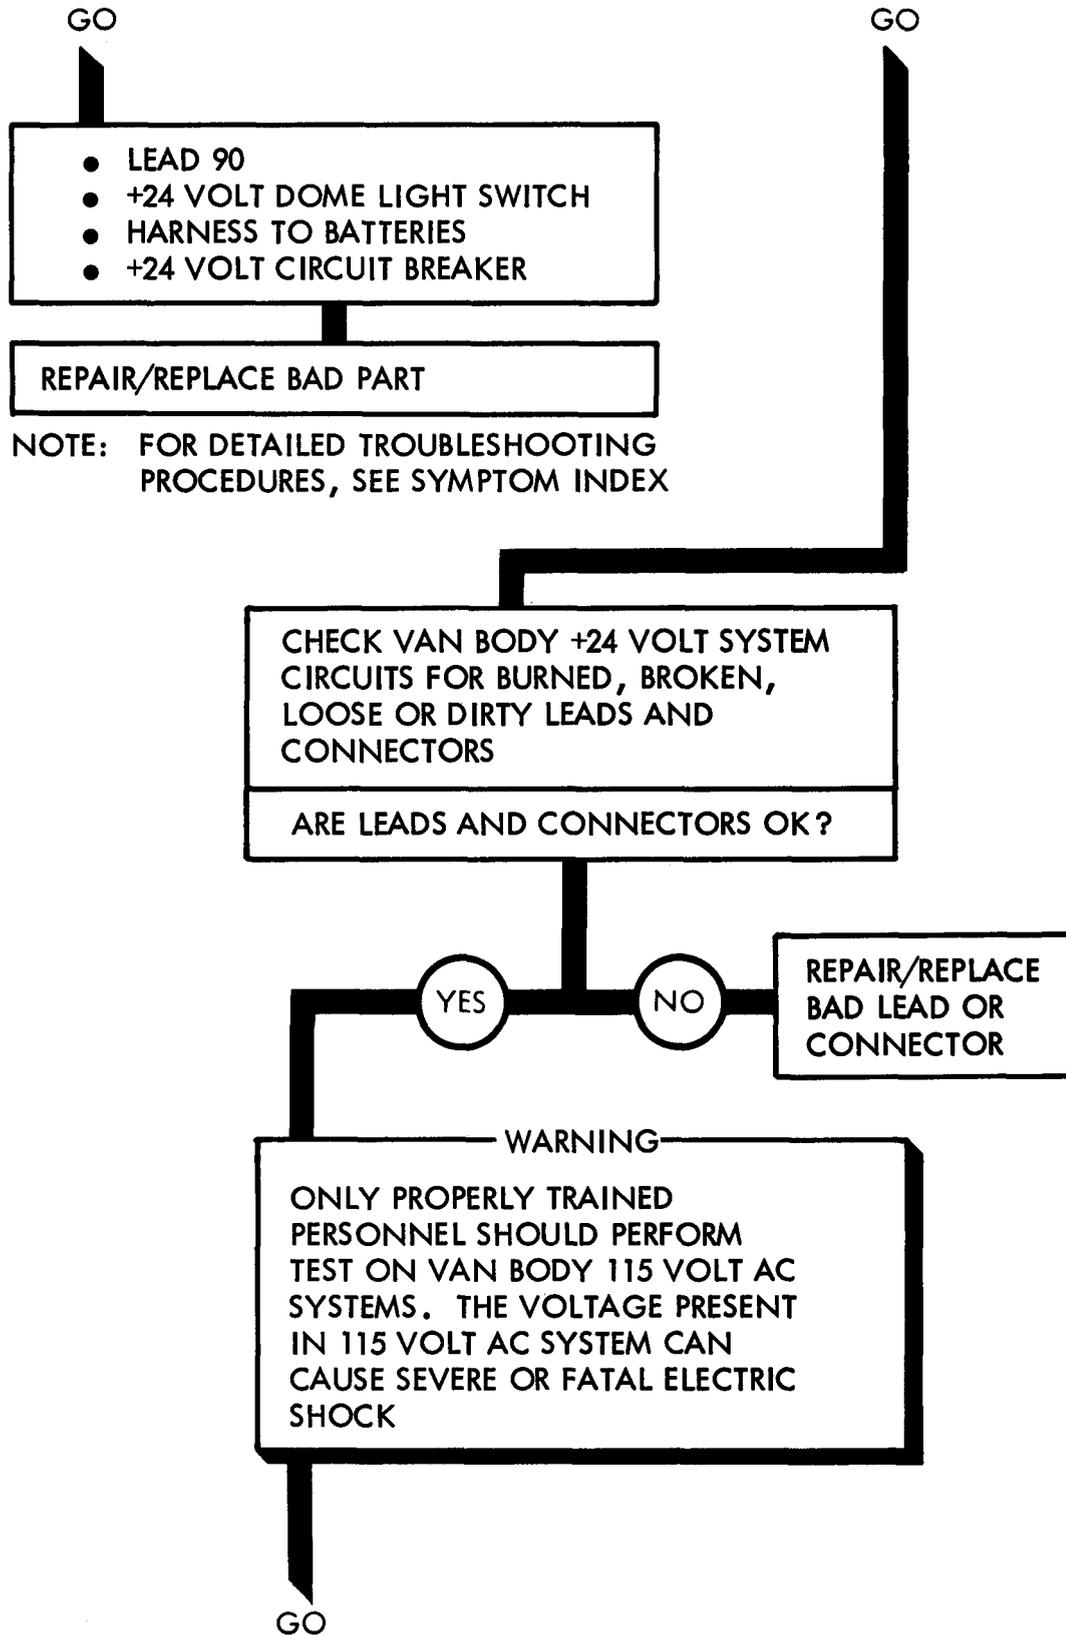 GO
GO
● LEAD 90
● +24 VOLT DOME LIGHT SWITCH
● HARNESS TO BATTERIES
● +24 VOLT CIRCUIT BREAKER
REPAIR/REPLACE BAD PART
NOTE: FOR DETAILED TROUBLESHOOTING
PROCEDURES, SEE SYMPTOM INDEX
CHECK VAN BODY +24 VOLT SYSTEM
CIRCUITS FOR BURNED, BROKEN,
LOOSE OR DIRTY LEADS AND
CONNECTORS
ARE LEADS AND CONNECTORS OK?
YES
NO
REPAIR/REPLACE
BAD LEAD OR
CONNECTOR
WARNING
ONLY PROPERLY TRAINED
PERSONNEL SHOULD PERFORM
TEST ON VAN BODY 115 VOLT AC
SYSTEMS. THE VOLTAGE PRESENT
IN 115 VOLT AC SYSTEM CAN
CAUSE SEVERE OR FATAL ELECTRIC
SHOCK
GO